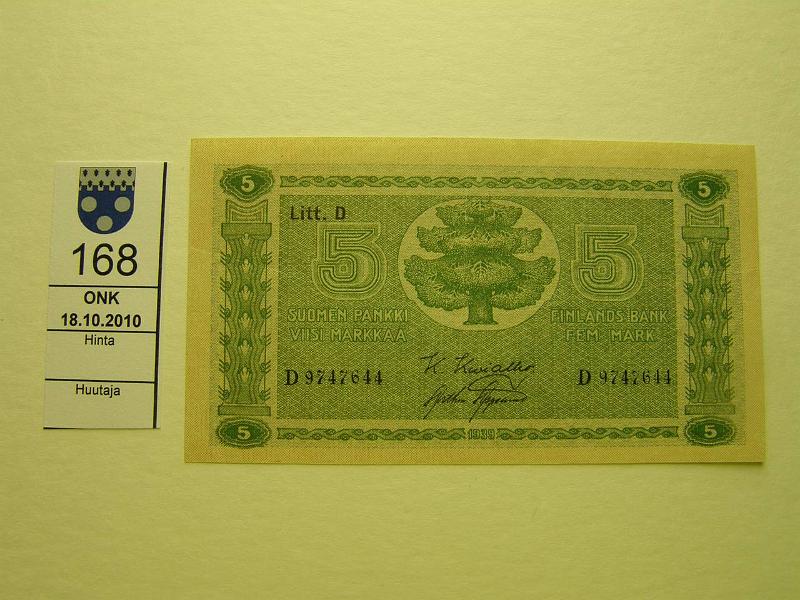 168
ONK
18.10.2010
Hinta
Huutaja
5 5
Litt. D
5 5
SUOMEN PANKKI FINLANDS BANK
VIISI MARKKAA FEM MARK
D 9747644 D 9747644
5 1939 5